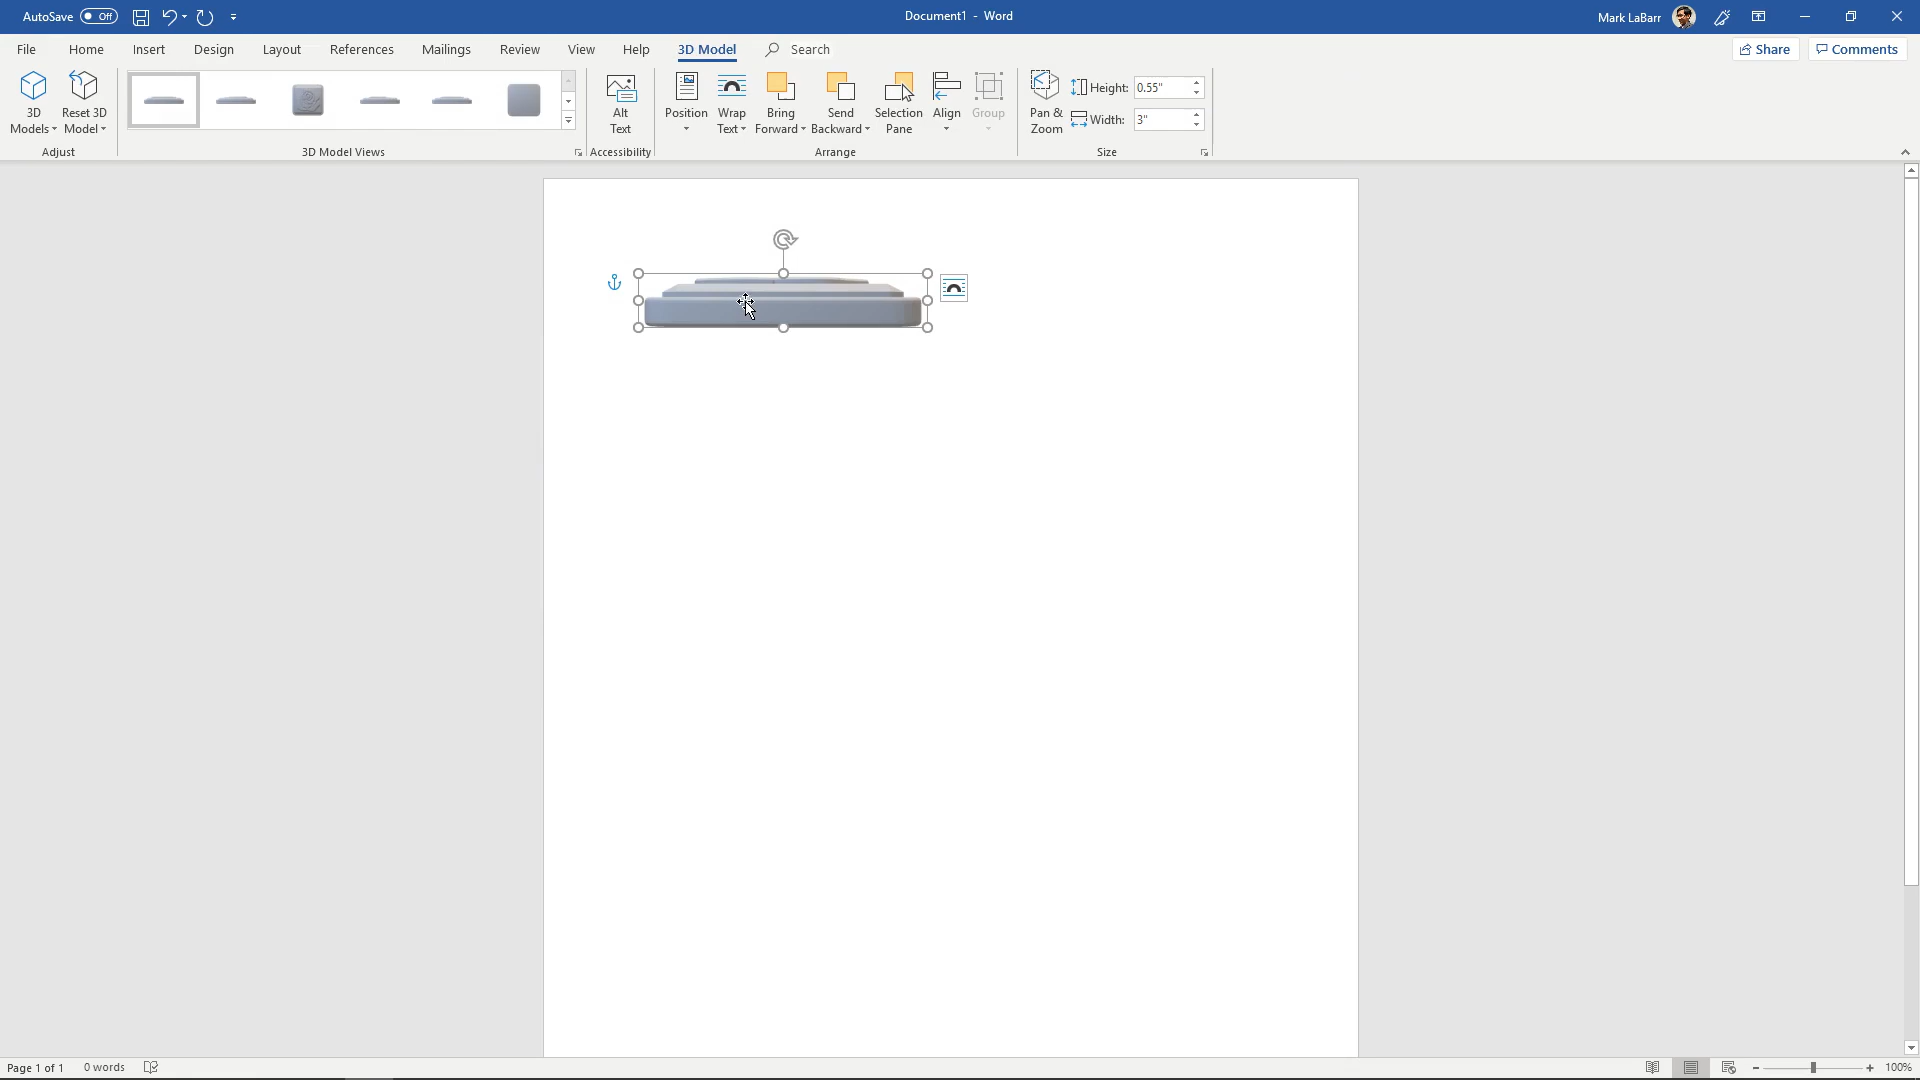 AutoSave Off
Document1 - Word
Mark LaBarr
File Home Insert Design Layout References Mailings Review View Help 3D Model Search
Share Comments
3D Models
Reset 3D Model
Adjust
3D Model Views
Alt Text
Accessibility
Position
Wrap Text
Bring Forward
Send Backward
Selection Pane
Align
Group
Arrange
Pan & Zoom
Height: 0.55"
Width: 3"
Size
Page 1 of 1 0 words
100%